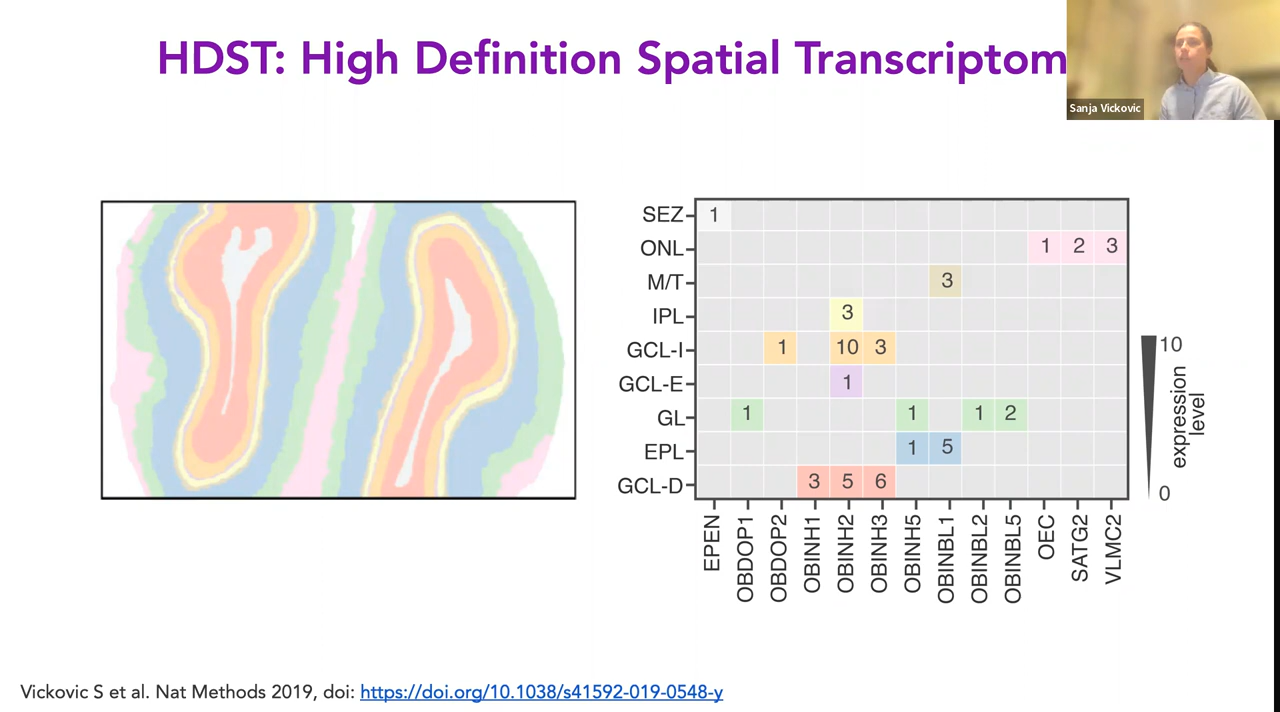 HDST: High Definition Spatial Transcriptom
Sanja Vickovic
SEZ 1
ONL 1 2 3
M/T 3
IPL 3
GCL-I 1 10 3
GCL-E 1
GL 1 1 1 2
EPL 1 5
GCL-D 3 5 6
EPEN OBDOP1 OBDOP2 OBINH1 OBINH2 OBINH3 OBINH5 OBINBL1 OBINBL2 OBINBL5 OEC SATG2 VLMC2
10
expression
level
0
Vickovic S et al. Nat Methods 2019, doi: https://doi.org/10.1038/s41592-019-0548-y